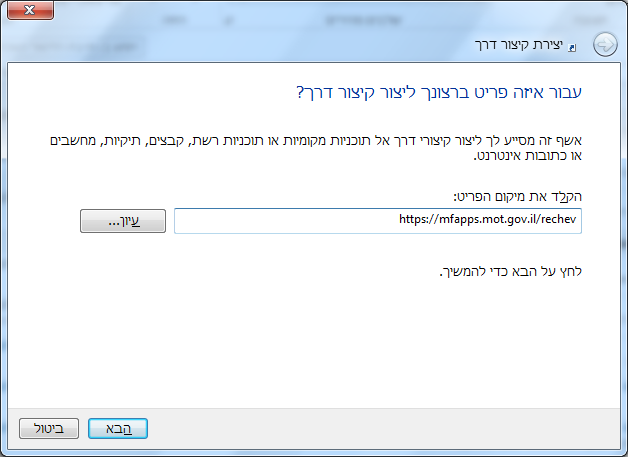 יצירת קיצור דרך
עבור איזה פריט ברצונך ליצור קיצור דרך?
אשף זה מסייע לך ליצור קיצורי דרך אל תוכניות מקומיות או תוכניות רשת, קבצים, תיקיות, מחשבים
או כתובות אינטרנט.
הקלד את מיקום הפריט:
https://mfapps.mot.gov.il/rechev
עיון...
לחץ על הבא כדי להמשיך.
הבא
ביטול